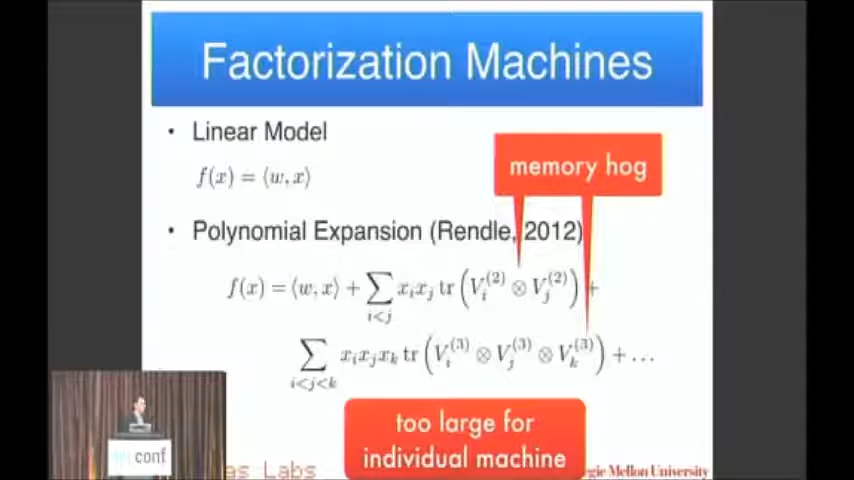 Factorization Machines
• Linear Model
f(x) = ⟨w, x⟩
memory hog
• Polynomial Expansion (Rendle, 2012)
f(x) = ⟨w, x⟩ + ∑_{i<j} x_i x_j tr (V_i^{(2)} ⊗ V_j^{(2)}) +
∑_{i<j<k} x_i x_j x_k tr (V_i^{(3)} ⊗ V_j^{(3)} ⊗ V_k^{(3)}) + ...
too large for
individual machine
conf
Labs
Mellon University